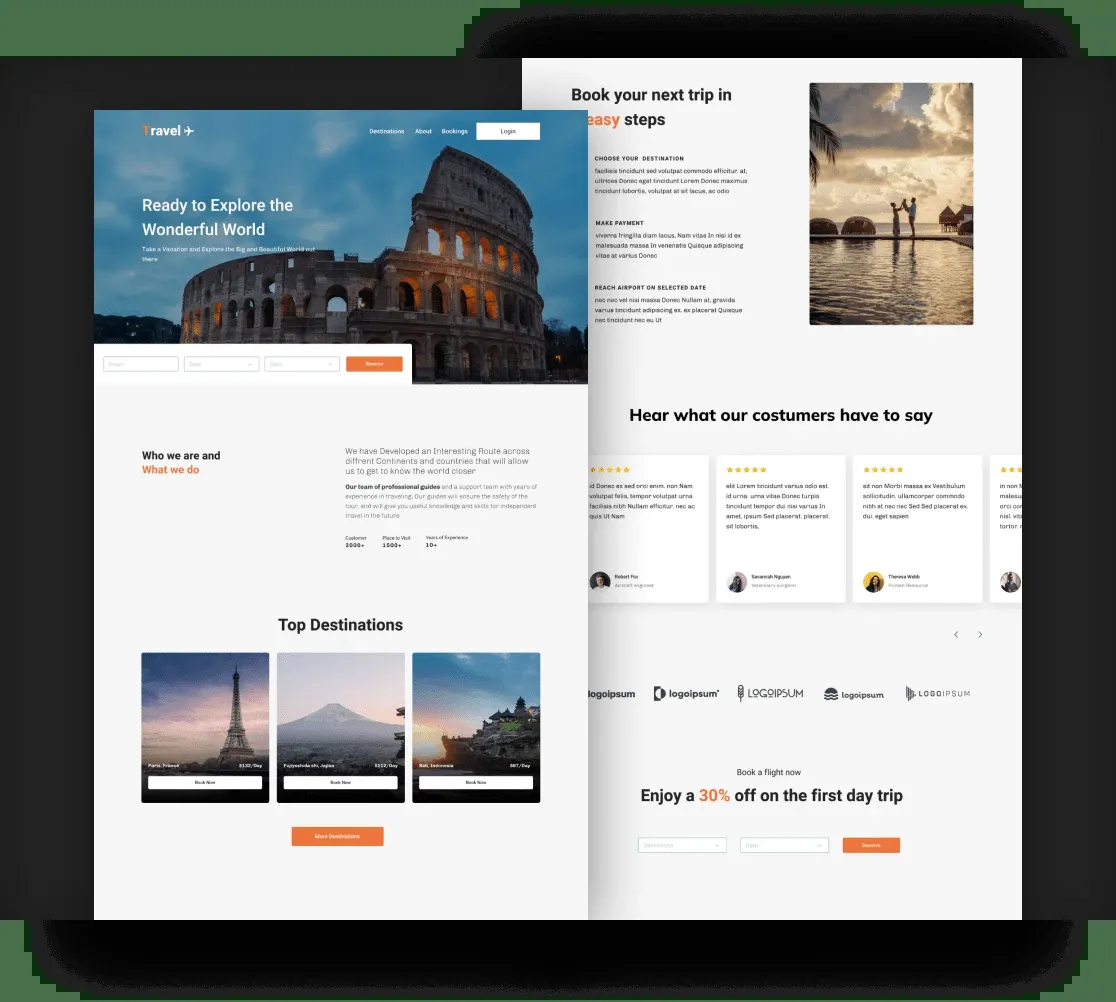 Travel
Destinations About Bookings Login
Ready to Explore the
Wonderful World
Take a Vacation and Explore the Big and Beautiful World out
there
Email Date Date Reserve
Who we are and
What we do
We have Developed an Interesting Route across
diffrent Continents and countries that will allow
us to get to know the world closer
Our team of professional guides and a support team with years of
experience in traveling, Our guides will ensure the safety of the
tour, and will give you useful knowledge and skills for independent
travel in the future
Customer Place to Visit Years of Experience
2000+ 1500+ 10+
Top Destinations
Paris, France $132/Day
Book Now
Fujiyoshida shi, Japan $112/Day
Book Now
Bali, Indonesia $67/Day
Book Now
More Destinations
Book your next trip in
easy steps
CHOOSE YOUR DESTINATION
facilisis tincidunt sed volutpat commodo efficitur. at,
ultrices Donec eget tincidunt Lorem Donec maximus
tincidunt lobortis, volutpat at sit lacus, ac odio
MAKE PAYMENT
viverra fringilla diam lacus, Nam vitae In nisi id ex
malesuada massa In venenatis Quisque adipiscing
vitae at varius Donec
REACH AIRPORT ON SELECTED DATE
nec nec vel nisi massa Donec Nullam at, gravida
varius tincidunt adipiscing ex. ex placerat Quisque
nec tincidunt nec eu Ut
Hear what our costumers have to say
id Donec ex sed orci enim. non Nam
volutpat felis, tempor volutpat urna
facilisis nibh Nullam efficitur. nec ac
quis Ut Nam
Robert Fox
Aircraft engineer
elit Lorem tincidunt varius odio est.
id urna. urna vitae Donec turpis
tincidunt tempor dui nisi varius In
amet, ipsum Sed placerat. placerat.
sit lobortis,
Savannah Nguyen
Veterinary surgeon
sit non Morbi massa ex Vestibulum
sollicitudin. ullamcorper commodo
nibh at nec nec Sed Sed placerat ex.
dui. eget sapien
Theresa Webb
Human Resource
in non
malesu
orci con
nisl. vita
tortor.
logoipsum logoipsum LOGOIPSUM logoipsum. LOGOIPSUM
Book a flight now
Enjoy a 30% off on the first day trip
Destination Date Reserve